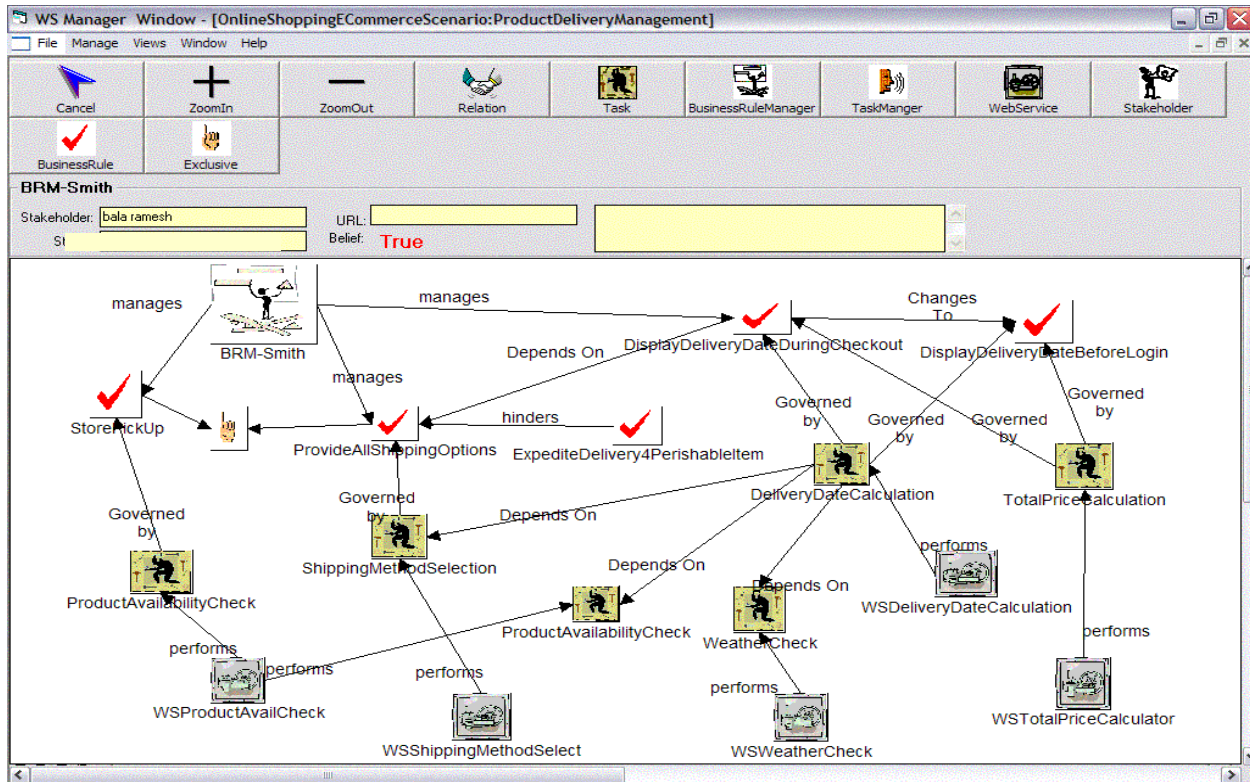 WS Manager Window - [OnlineShoppingECommerceScenario:ProductDeliveryManagement]
File Manage Views Window Help
Cancel
ZoomIn
ZoomOut
Relation
Task
BusinessRuleManager
TaskManger
WebService
Stakeholder
BusinessRule
Exclusive
BRM-Smith
Stakeholder: bala ramesh
URL:
St
Belief: True
manages
manages
Changes
To
BRM-Smith
Depends On
DisplayDeliveryDateDuringCheckout
DisplayDeliveryDateBeforeLogin
manages
StorePickUp
hinders
ProvideAllShippingOptions
ExpediteDelivery4PerishableItem
Governed
by
Governed
by
Governed
by
Governed
by
DeliveryDateCalculation
TotalPriceCalculation
Governed
by
Governed
by
Depends On
ShippingMethodSelection
performs
Depends On
Depends On
ProductAvailabilityCheck
WSDeliveryDateCalculation
ProductAvailabilityCheck
WeatherCheck
performs
performs
performs
performs
performs
WSProductAvailCheck
WSTotalPriceCalculator
WSShippingMethodSelect
WSWeatherCheck